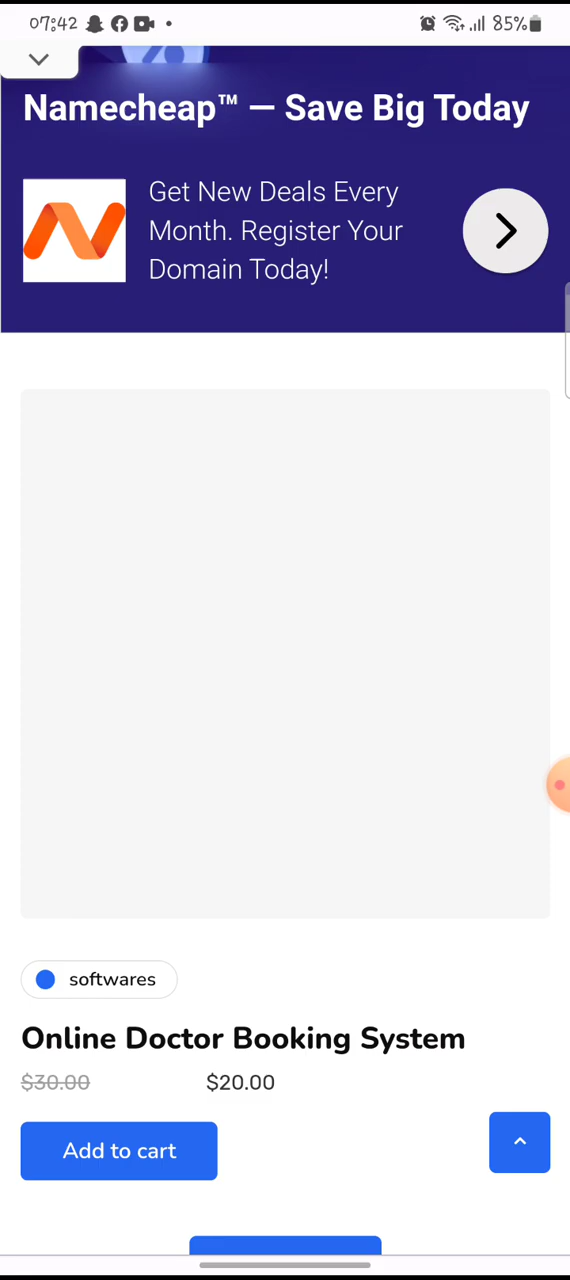 07:42
85%
Namecheap™ — Save Big Today
Get New Deals Every
Month. Register Your
Domain Today!
softwares
Online Doctor Booking System
$30.00 $20.00
Add to cart